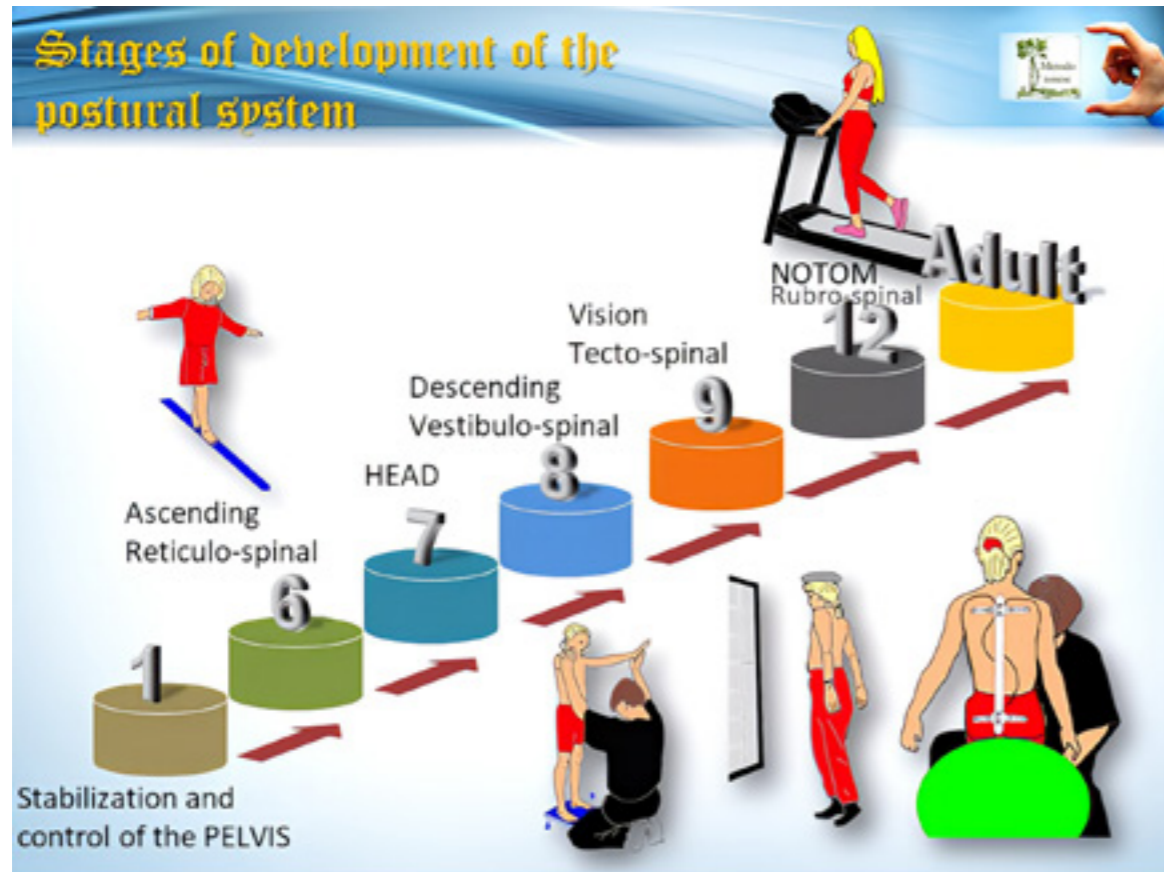 Stages of development of the
postural system
Adult
NOTOM
Rubro-spinal
12
Vision
Tecto-spinal
9
Descending
Vestibulo-spinal
8
HEAD
7
Ascending
Reticulo-spinal
6
1
Stabilization and
control of the PELVIS